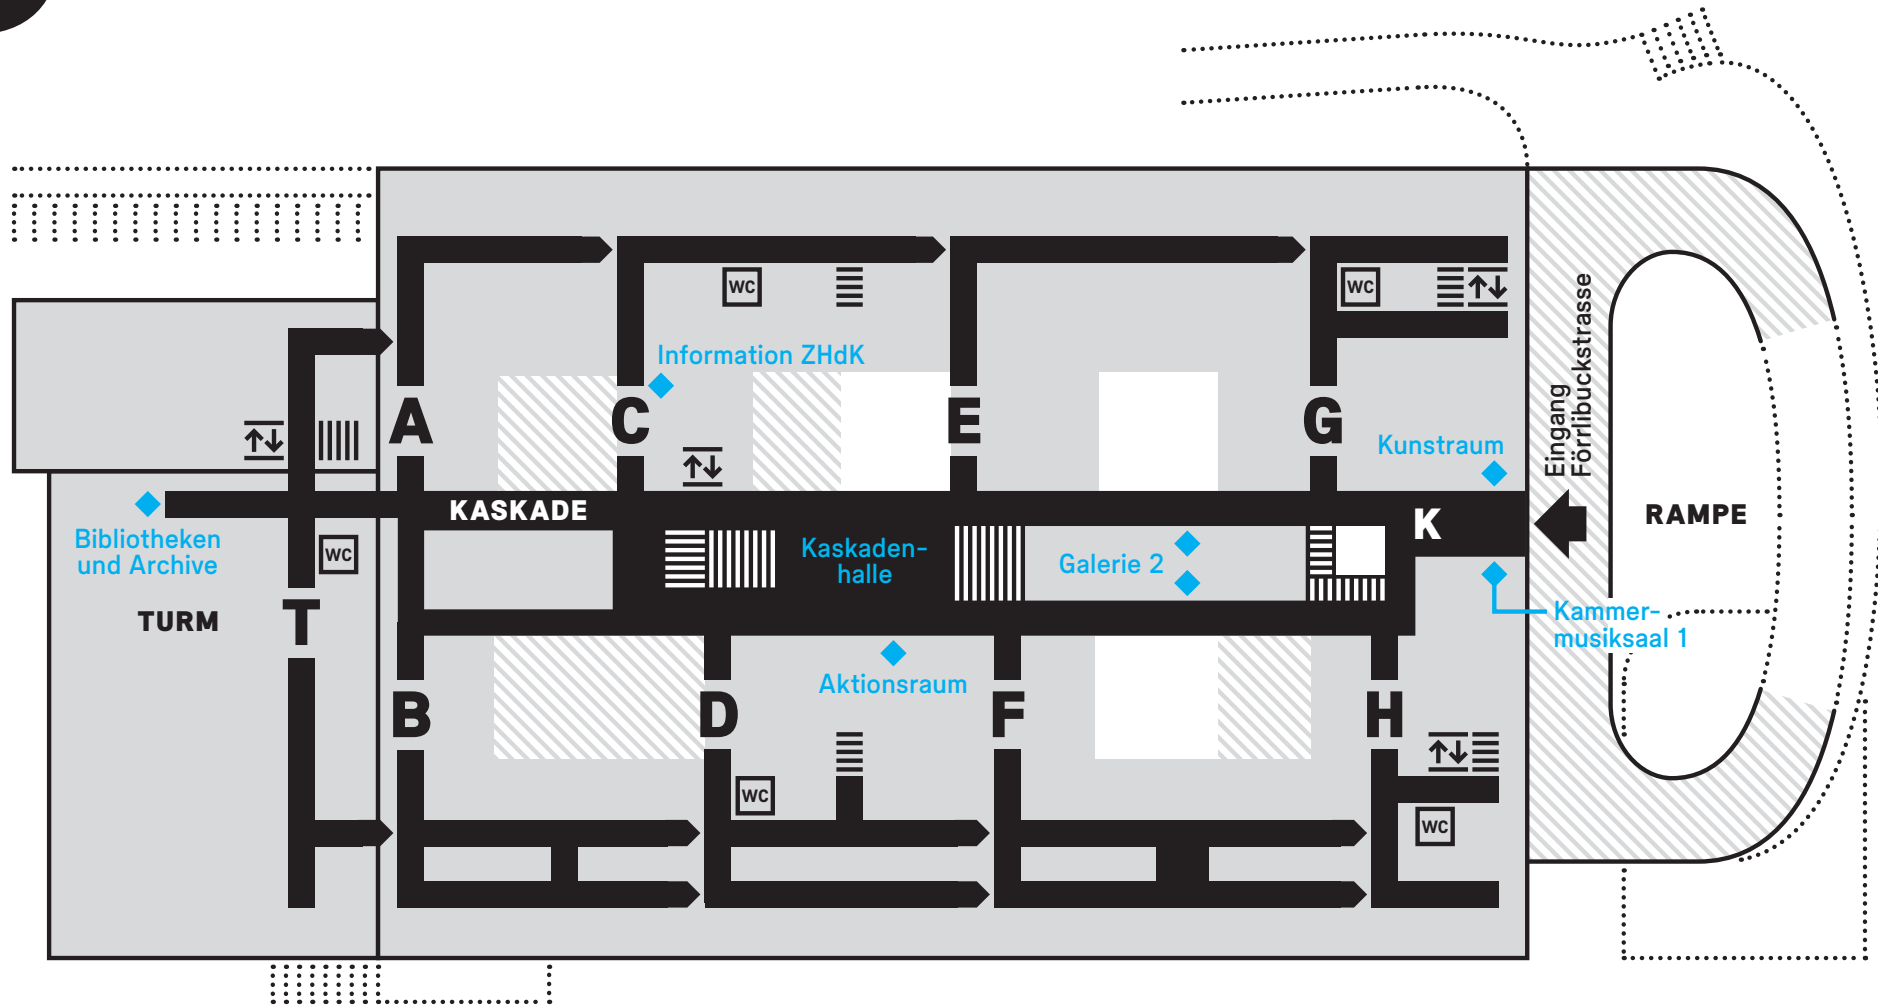 WC
WC
Information ZHdK
Eingang
Förrlibuckstrasse
A
C
E
G
Kunstraum
KASKADE
K
RAMPE
Bibliotheken
und Archive
WC
Kaskaden-
halle
Galerie 2
TURM
T
Kammer-
musiksaal 1
Aktionsraum
B
D
F
H
WC
WC